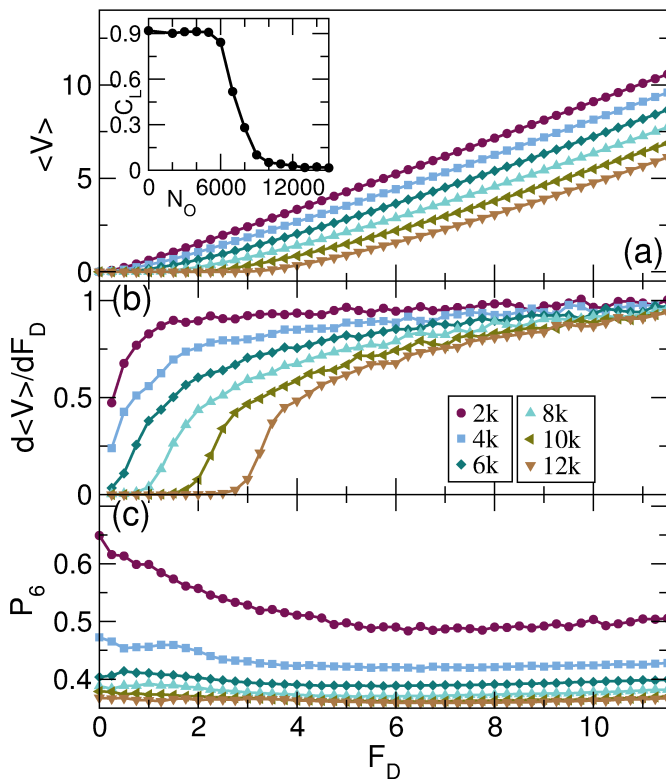 0.9
0.6
0.3
0
C_L
0 6000 12000
N_O
10
5
0
<V>
(a)
(b)
1
0.5
0
d<V>/dF_D
2k 8k
4k 10k
6k 12k
(c)
0.6
0.5
0.4
P_6
0 2 4 6 8 10
F_D